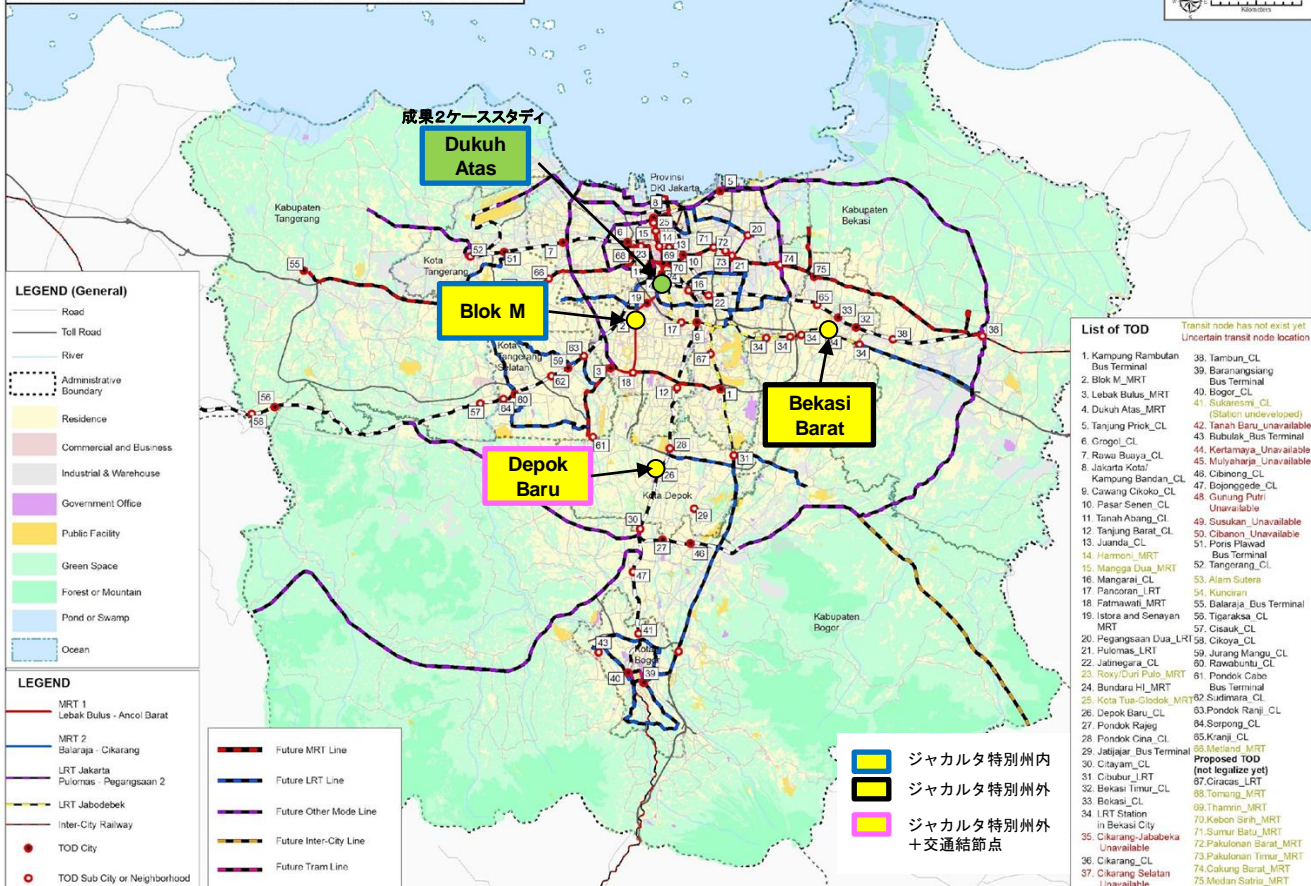 Kilometers
成果2ケーススタディ
Dukuh
Atas
Provinsi
DKI Jakarta
Kabupaten
Tangerang
Kabupaten
Bekasi
Kota
Tangerang
Blok M
Kota
Tangerang
Selatan
Bekasi
Barat
Depok
Baru
Kota Depok
Kabupaten
Bogor
Kota
Bogor
LEGEND (General)
Road
Toll Road
River
Administrative
Boundary
Residence
Commercial and Business
Industrial & Warehouse
Government Office
Public Facility
Green Space
Forest or Mountain
Pond or Swamp
Ocean
LEGEND
MRT 1
Lebak Bulus - Ancol Barat
MRT 2
Balaraja - Cikarang
LRT Jakarta
Pulomas - Pegangsaan 2
LRT Jabodebek
Inter-City Railway
TOD City
TOD Sub City or Neighborhood
Future MRT Line
Future LRT Line
Future Other Mode Line
Future Inter-City Line
Future Tram Line
ジャカルタ特別州内
ジャカルタ特別州外
ジャカルタ特別州外
+交通結節点
List of TOD
Transit node has not exist yet
Uncertain transit node location
1. Kampung Rambutan
Bus Terminal
2. Blok M_MRT
3. Lebak Bulus_MRT
4. Dukuh Atas_MRT
5. Tanjung Priok_CL
6. Grogol_CL
7. Rawa Buaya_CL
8. Jakarta Kota/
Kampung Bandan_CL
9. Cawang Cikoko_CL
10. Pasar Senen_CL
11. Tanah Abang_CL
12. Tanjung Barat_CL
13. Juanda_CL
14. Harmoni_MRT
15. Mangga Dua_MRT
16. Mangarai_CL
17. Pancoran_LRT
18. Fatmawati_MRT
19. Istora and Senayan
MRT
20. Pegangsaan Dua_LRT
21. Pulomas_LRT
22. Jatinegara_CL
23. Roxy/Duri Pulo_MRT
24. Bundara HI_MRT
25. Kota Tua-Glodok_MRT
26. Depok Baru_CL
27. Pondok Rajeg
28. Pondok Cina_CL
29. Jatijajar_Bus Terminal
30. Citayam_CL
31. Cibubur_LRT
32. Bekasi Timur_CL
33. Bekasi_CL
34. LRT Station
in Bekasi City
35. Cikarang-Jababeka
Unavailable
36. Cikarang_CL
37. Cikarang Selatan
Unavailable
38. Tambun_CL
39. Baranangsiang
Bus Terminal
40. Bogor_CL
41. Sukaresmi_CL
(Station undeveloped)
42. Tanah Baru_unavailable
43. Bubulak_Bus Terminal
44. Kertamaya_Unavailable
45. Mulyaharja_Unavailable
46. Cibinong_CL
47. Bojonggede_CL
48. Gunung Putri
Unavailable
49. Susukan_Unavailable
50. Cibanon_Unavailable
51. Poris Plawad
Bus Terminal
52. Tangerang_CL
53. Alam Sutera
54. Kunciran
55. Balaraja_Bus Terminal
56. Tigaraksa_CL
57. Cisauk_CL
58. Cikoya_CL
59. Jurang Mangu_CL
60. Rawabuntu_CL
61. Pondok Cabe
Bus Terminal
62. Sudimara_CL
63. Pondok Ranji_CL
64. Serpong_CL
65. Kranji_CL
66. Metland_MRT
Proposed TOD
(not legalize yet)
67. Ciracas_LRT
68. Tomang_MRT
69. Thamrin_MRT
70. Kebon Sirih_MRT
71. Sumur Batu_MRT
72. Pakulonan Barat_MRT
73. Pakulonan Timur_MRT
74. Cakung Barat_MRT
75. Medan Satria_MRT